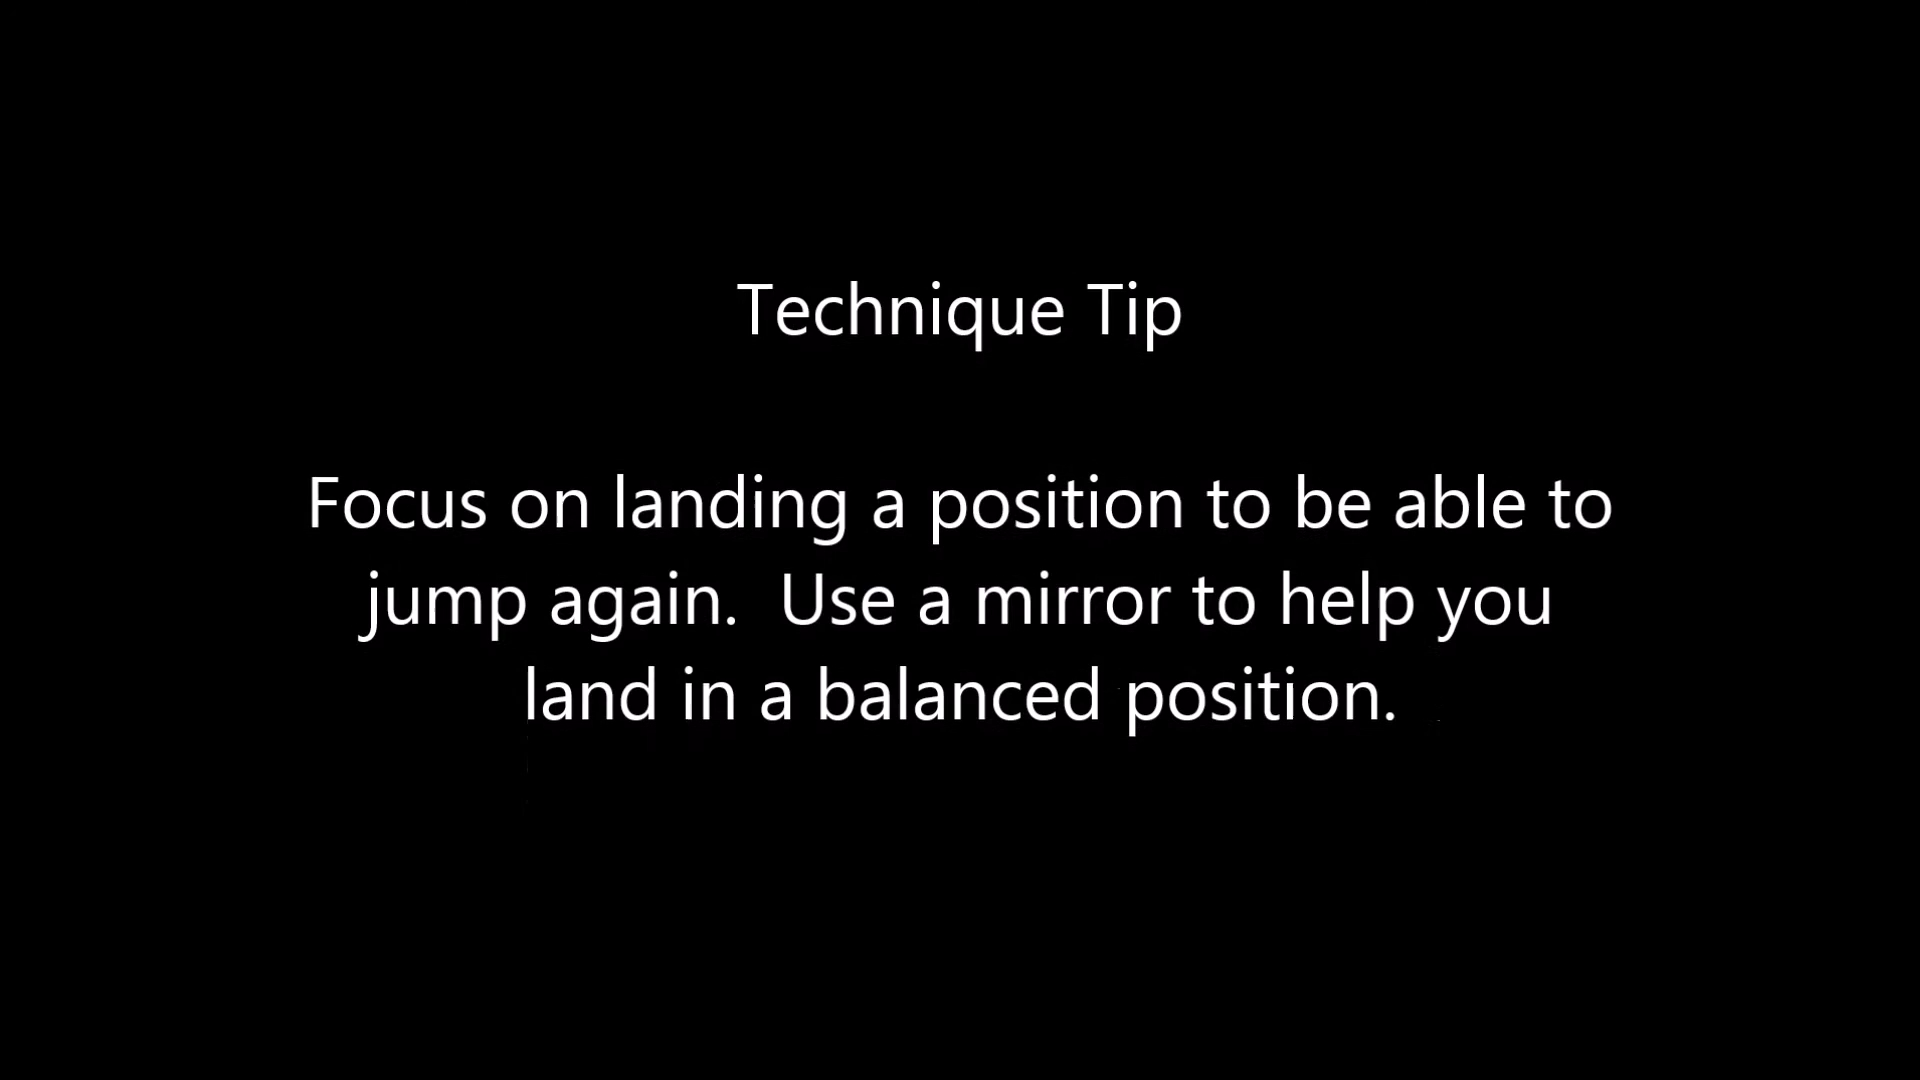 Technique Tip
Focus on landing a position to be able to
jump again.  Use a mirror to help you
land in a balanced position.